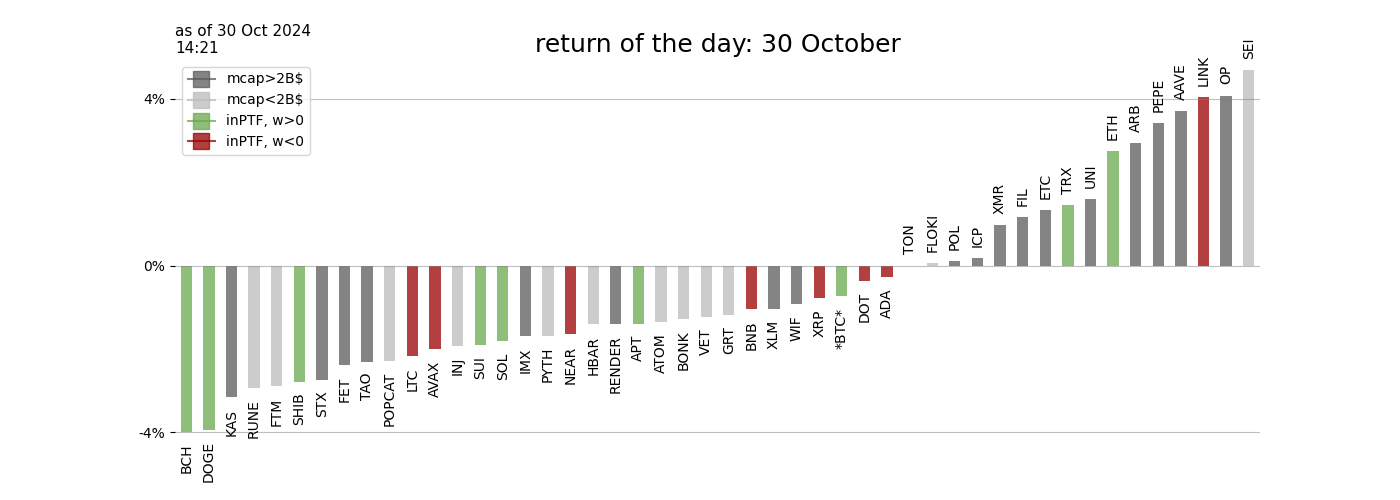 as of 30 Oct 2024
14:21
return of the day: 30 October
mcap>2B$
mcap<2B$
inPTF, w>0
inPTF, w<0
4%
0%
-4%
BCH
DOGE
KAS
RUNE
FTM
SHIB
STX
FET
TAO
POPCAT
LTC
AVAX
INJ
SUI
SOL
IMX
PYTH
NEAR
HBAR
RENDER
APT
ATOM
BONK
VET
GRT
BNB
XLM
WIF
XRP
*BTC*
DOT
ADA
TON
FLOKI
POL
ICP
XMR
FIL
ETC
TRX
UNI
ETH
ARB
PEPE
AAVE
LINK
OP
SEI